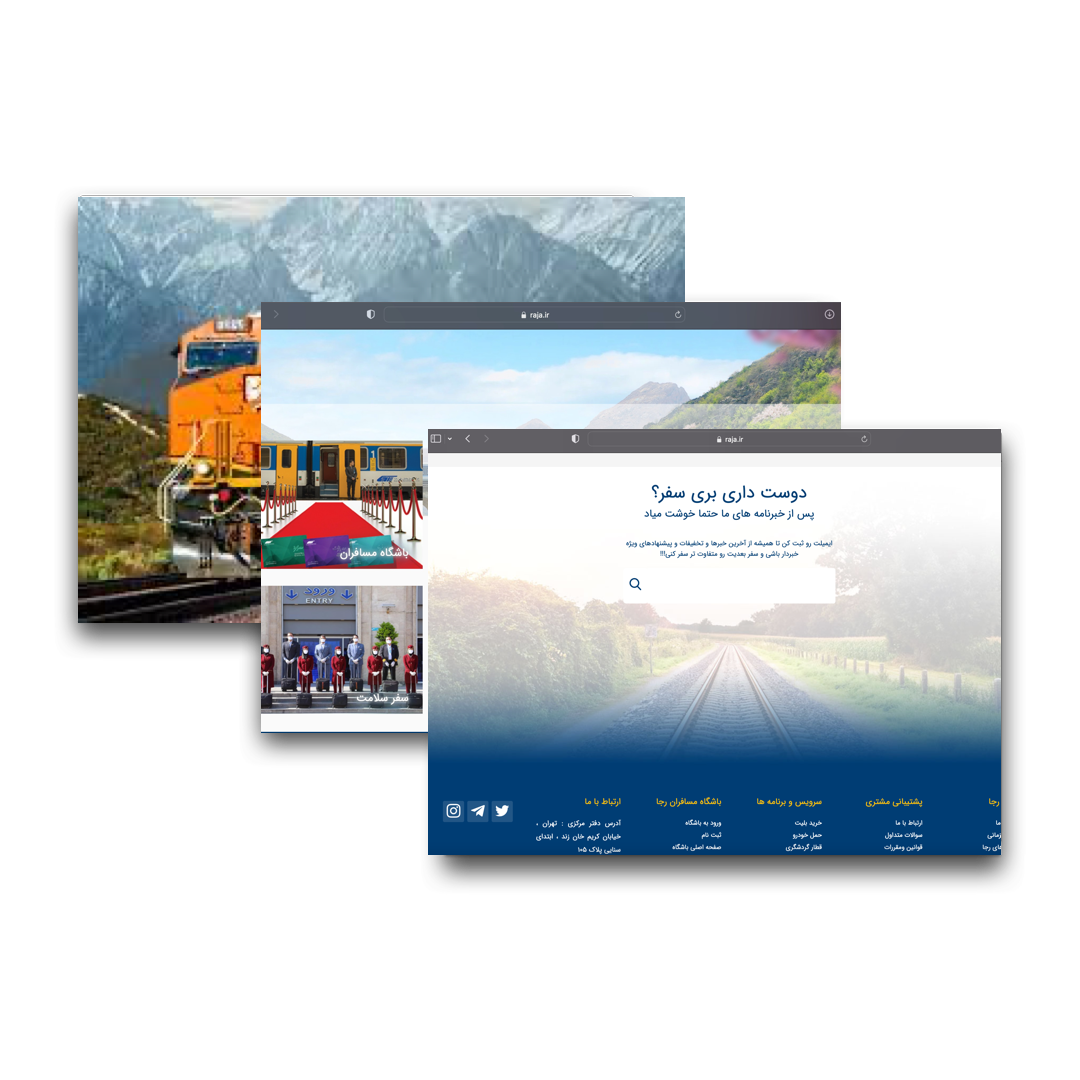 raja.ir
باشگاه مسافران
ورود
ENTRY
سفر سلامت
raja.ir
دوست داری بری سفر؟
پس از خبرنامه های ما حتما خوشت میاد
ایمیلت رو ثبت کن تا همیشه از آخرین خبرها و تخفیفات و پیشنهادهای ویژه
خبردار باشی و سفر بعدیت رو متفاوت تر سفر کنی!!!
رجا
ما
زمانی
های رجا
پشتیبانی مشتری
ارتباط با ما
سوالات متداول
قوانین ومقررات
سرویس و برنامه ها
خرید بلیت
حمل خودرو
قطار گردشگری
باشگاه مسافران رجا
ورود به باشگاه
ثبت نام
صفحه اصلی باشگاه
ارتباط با ما
آدرس دفتر مرکزی : تهران ،
خیابان کریم خان زند ، ابتدای
سنایی پلاک ۱۰۵